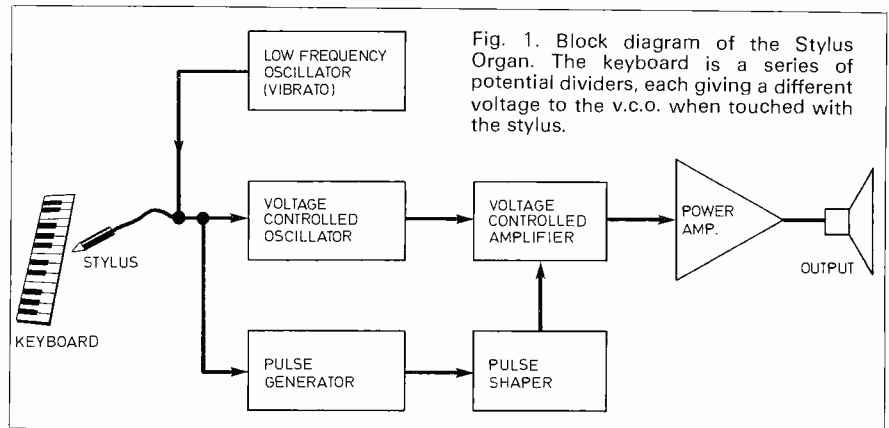 LOW FREQUENCY
OSCILLATOR
(VIBRATO)
Fig. 1. Block diagram of the Stylus
Organ. The keyboard is a series of
potential dividers, each giving a different
voltage to the v.c.o. when touched with
the stylus.
KEYBOARD
STYLUS
VOLTAGE
CONTROLLED
OSCILLATOR
VOLTAGE
CONTROLLED
AMPLIFIER
POWER
AMP.
OUTPUT
PULSE
GENERATOR
PULSE
SHAPER